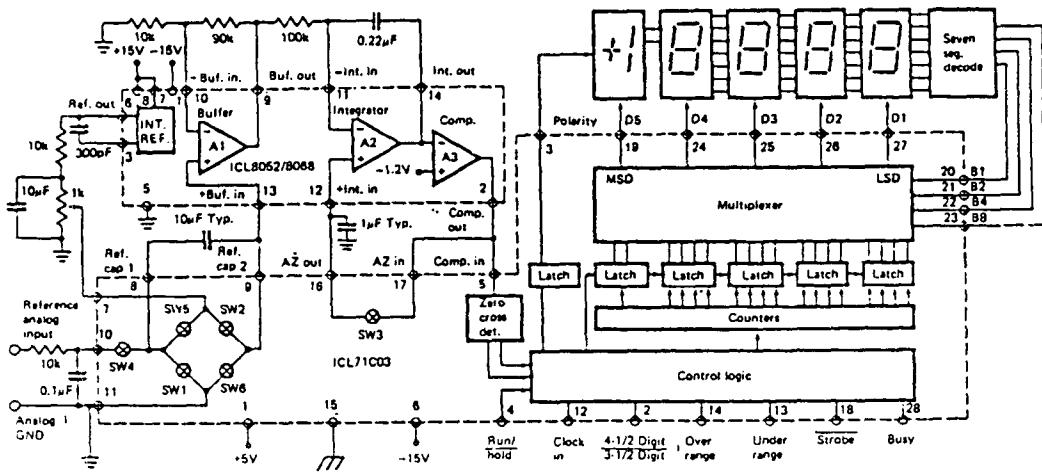 10k
90k
100k
0.22µF
+15V -15V
- Buf. in.
Buf. out
-Int. In
Int. out
Ref. out
6
8
7
1
10
9
11
14
INT. REF.
Buffer
Integrator
Comp.
A1
A2
A3
10k
300pF
3
ICL8052/8068
-1.2V
10µF
1k
5
+Buf. in
13
12
+Int. in
2
10µF Typ.
1µF Typ.
Comp. out
Ref. cap 1
Ref. cap 2
AZ out
AZ in
Comp. in
8
9
16
17
5
7
Reference analog input
10
SW5
SW2
SW3
Zero cross det.
10k
SW4
ICL71C03
0.1µF
11
SW1
SW6
Analog GND
1
+5V
15
6
-15V
+1
8
8
8
8
Seven seg. decode
Polarity
D5
D4
D3
D2
D1
3
19
24
25
26
27
MSD
LSD
Multiplexer
20 B1
21 B2
22 B4
23 B8
Latch
Latch
Latch
Latch
Latch
Latch
Counters
Control logic
4
12
2
14
13
18
28
Run/hold
Clock in
4-1/2 Digit
3-1/2 Digit
Over range
Under range
Strobe
Busy